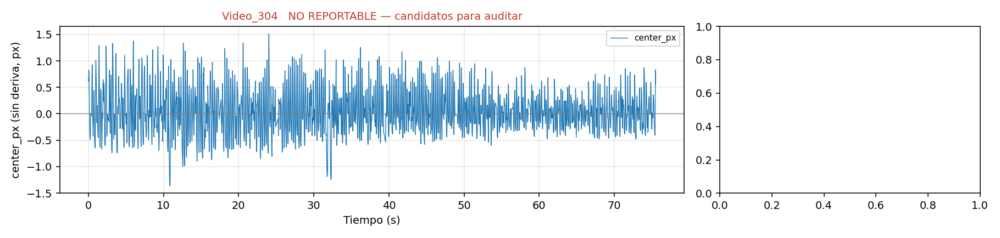 Video_304   NO REPORTABLE — candidatos para auditar
center_px (sin deriva, px)
1.5
1.0
0.5
0.0
−0.5
−1.0
−1.5
center_px
0 10 20 30 40 50 60 70
Tiempo (s)
1.0
0.8
0.6
0.4
0.2
0.0
0.0 0.2 0.4 0.6 0.8 1.0